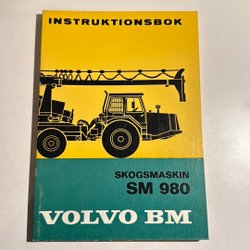 INSTRUKTIONSBOK
SKOGSMASKIN
SM 980
VOLVO BM